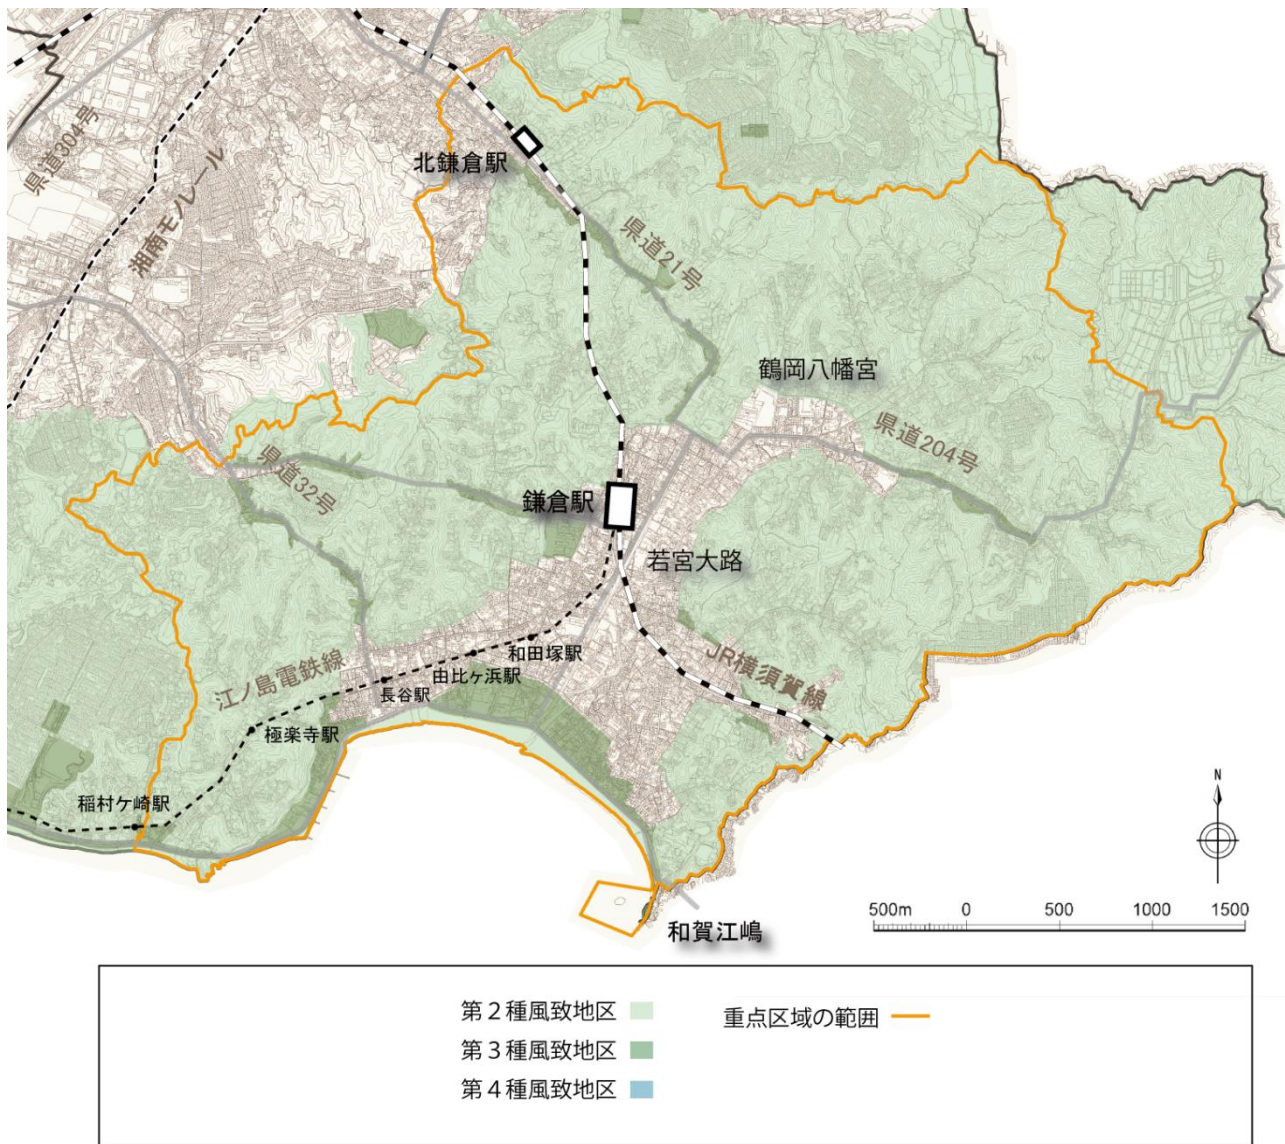 県道304号
湘南モノレール
北鎌倉駅
県道21号
鶴岡八幡宮
県道204号
県道32号
鎌倉駅
若宮大路
和田塚駅
由比ヶ浜駅
長谷駅
江ノ島電鉄線
JR横須賀線
極楽寺駅
稲村ケ崎駅
和賀江嶋
N
500m 0 500 1000 1500
第2種風致地区
第3種風致地区
第4種風致地区
重点区域の範囲